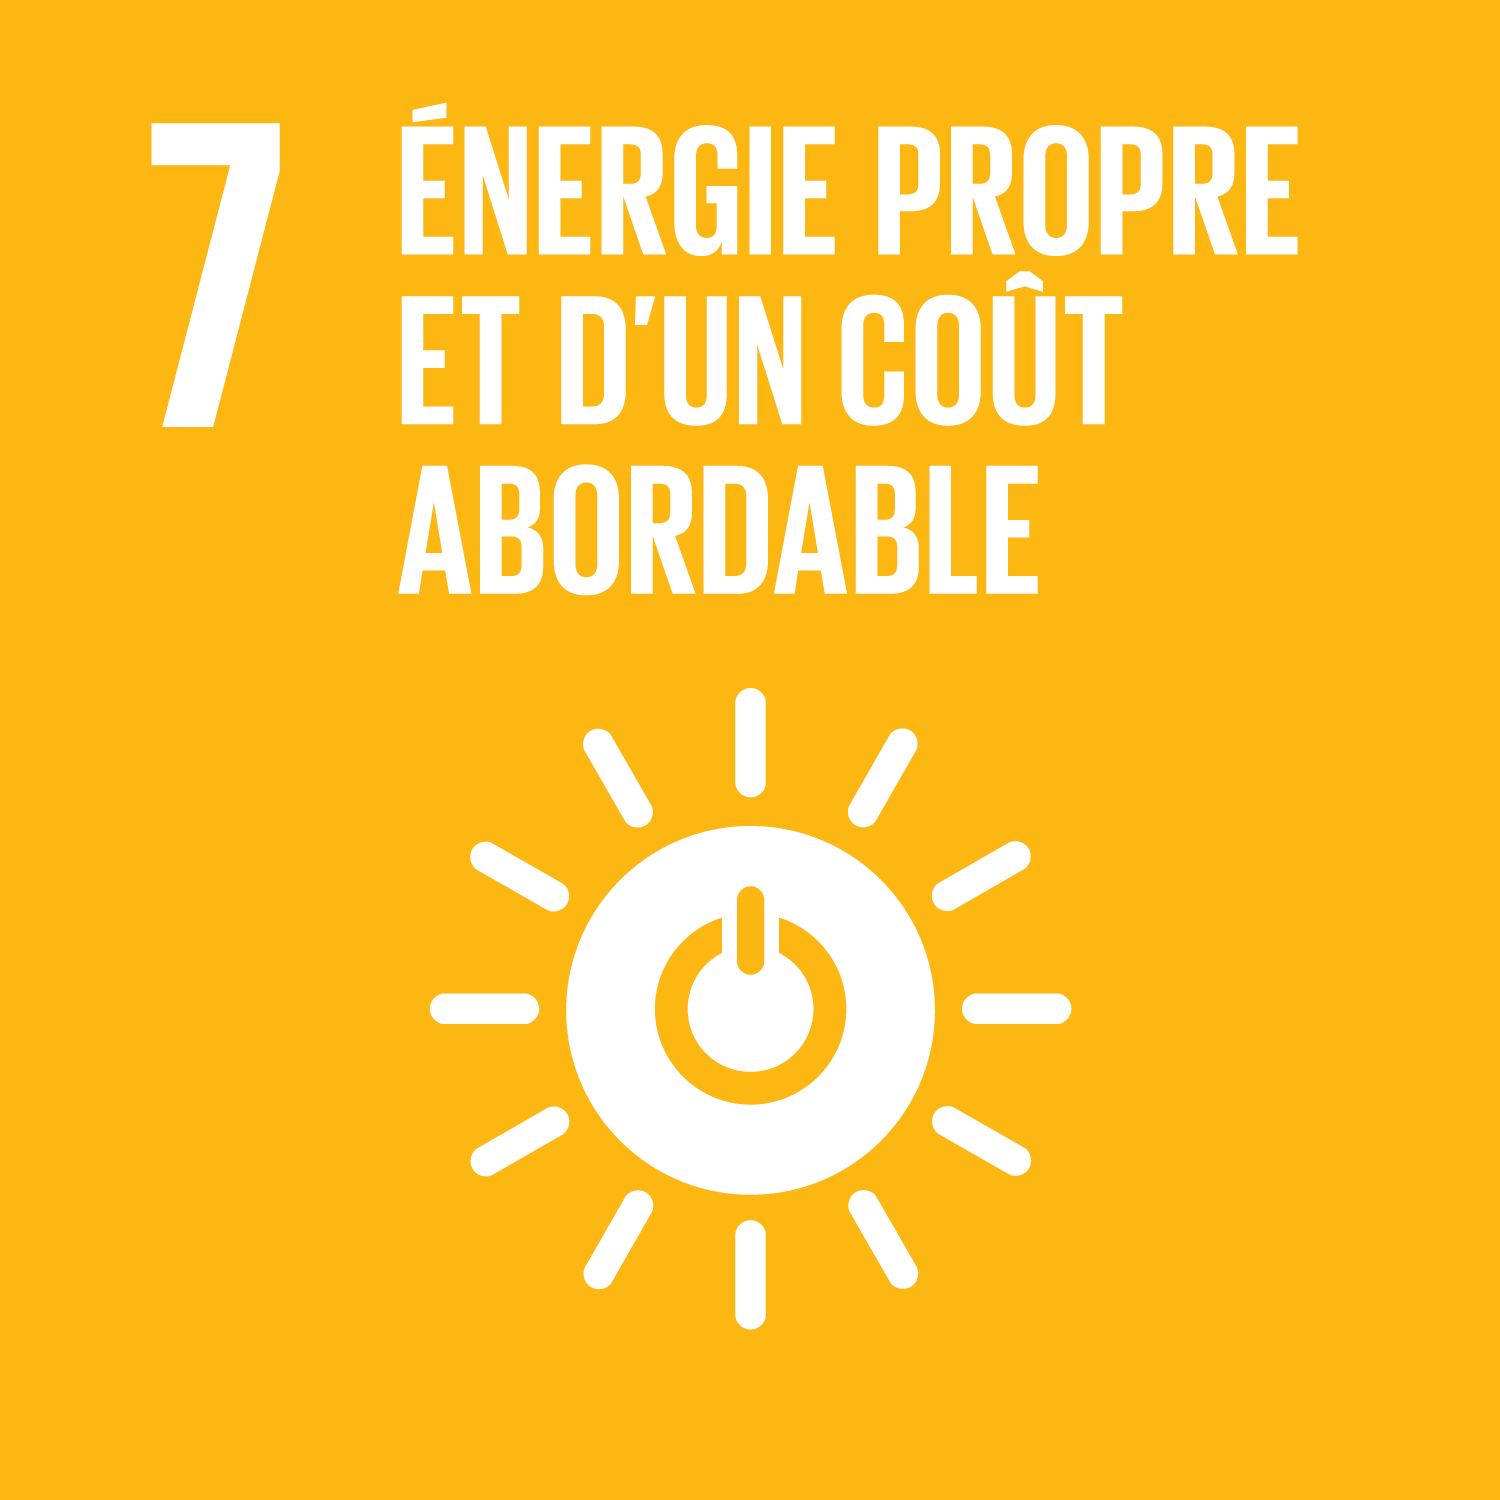 7
ÉNERGIE PROPRE
ET D'UN COÛT
ABORDABLE